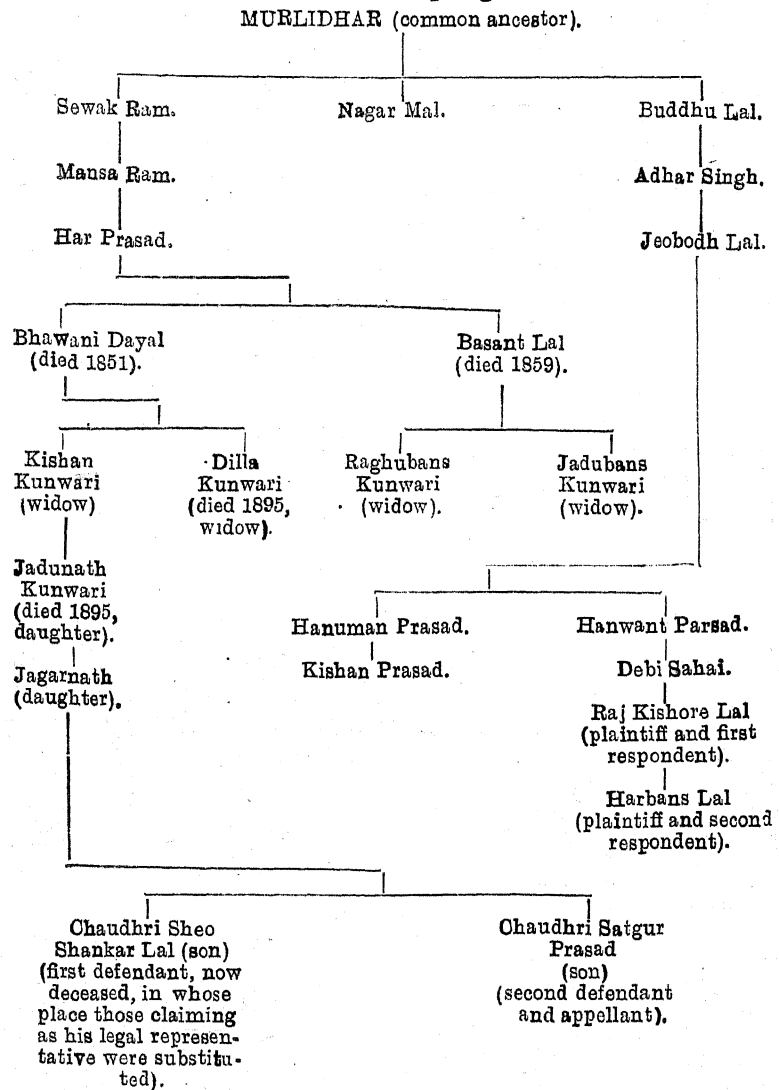 MURLIDHAR (common ancestor).
Sewak Ram.
Nagar Mal.
Buddhu Lal.
Mansa Ram.
Adhar Singh.
Har Prasad.
Jeobodh Lal.
Bhawani Dayal
(died 1851).
Basant Lal
(died 1859).
Kishan
Kunwari
(widow)
Dilla
Kunwari
(died 1895,
widow).
Raghubans
Kunwari
(widow).
Jadubans
Kunwari
(widow).
Jadunath
Kunwari
(died 1895,
daughter).
Jagarnath
(daughter).
Hanuman Prasad.
Kishan Prasad.
Hanwant Parsad.
Debi Sahai.
Raj Kishore Lal
(plaintiff and first
respondent).
Harbans Lal
(plaintiff and second
respondent).
Chaudhri Sheo
Shankar Lal (son)
(first defendant, now
deceased, in whose
place those claiming
as his legal represen-
tative were substitu-
ted).
Chaudhri Satgur
Prasad
(son)
(second defendant
and appellant).